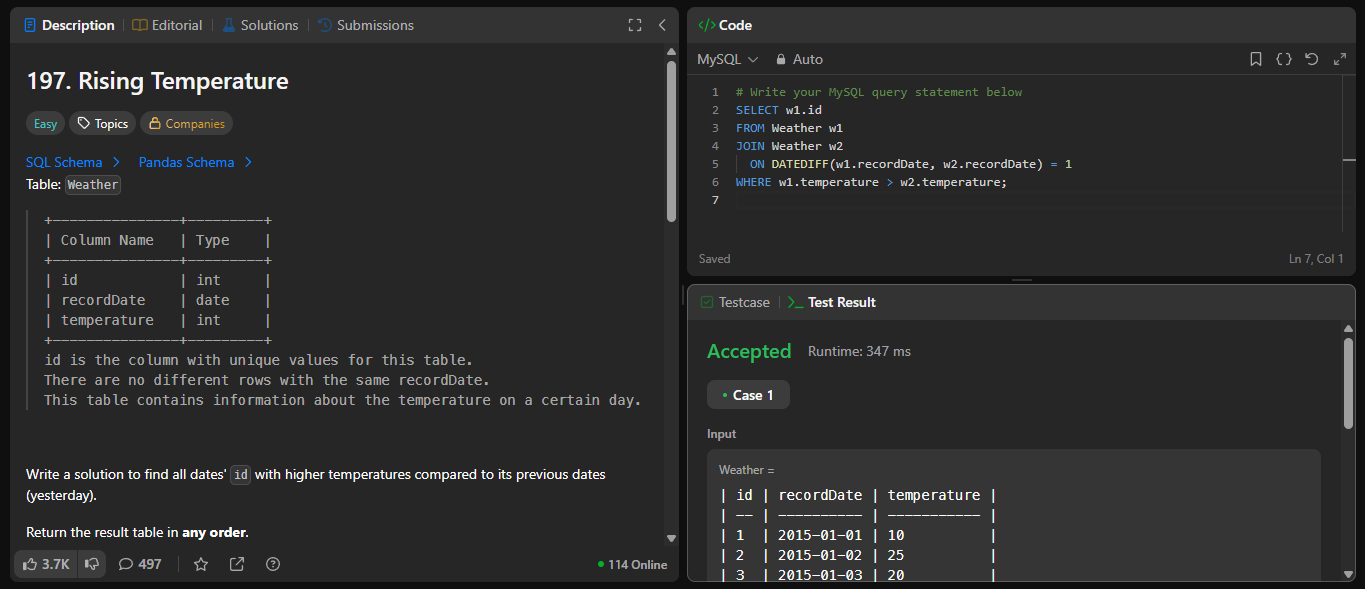 Description | Editorial | Solutions | Submissions
197. Rising Temperature
Easy Topics Companies
SQL Schema > Pandas Schema >
Table: Weather
+---------------+---------+
| Column Name   | Type    |
+---------------+---------+
| id            | int     |
| recordDate    | date    |
| temperature   | int     |
+---------------+---------+
id is the column with unique values for this table.
There are no different rows with the same recordDate.
This table contains information about the temperature on a certain day.
Write a solution to find all dates' id with higher temperatures compared to its previous dates
(yesterday).
Return the result table in any order.
3.7K 497 114 Online
</> Code
MySQL Auto
1 # Write your MySQL query statement below
2 SELECT w1.id
3 FROM Weather w1
4 JOIN Weather w2
5   ON DATEDIFF(w1.recordDate, w2.recordDate) = 1
6 WHERE w1.temperature > w2.temperature;
7
Saved Ln 7, Col 1
Testcase | >_ Test Result
Accepted Runtime: 347 ms
• Case 1
Input
Weather =
| id | recordDate | temperature |
| -- | ---------- | ----------- |
| 1  | 2015-01-01 | 10          |
| 2  | 2015-01-02 | 25          |
| 3  | 2015-01-03 | 20          |